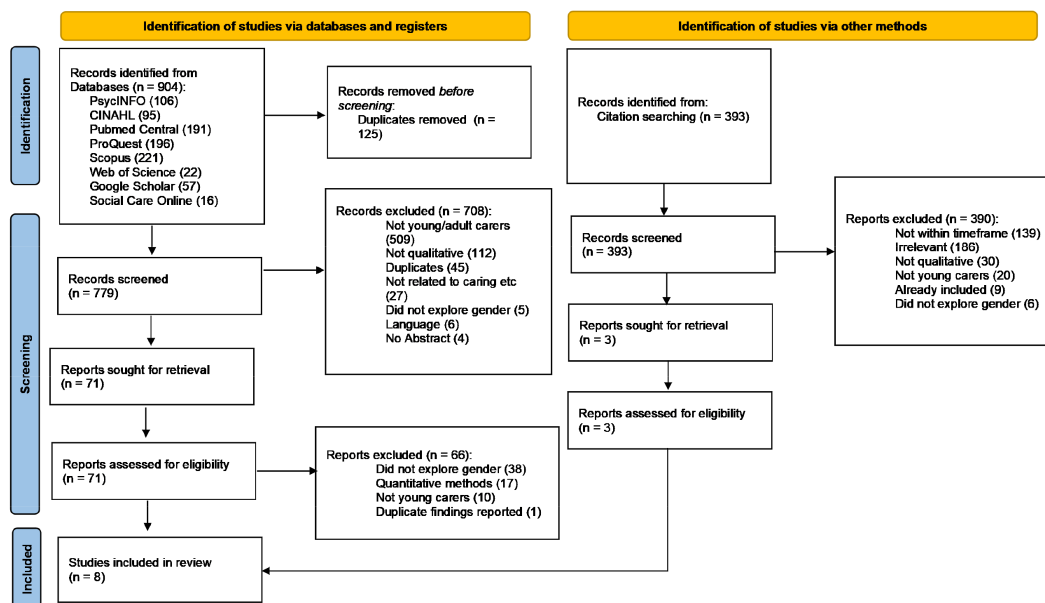 Identification of studies via databases and registers
Identification of studies via other methods
Identification
Records identified from
Databases (n = 904):
PsycINFO (106)
CINAHL (95)
Pubmed Central (191)
ProQuest (196)
Scopus (221)
Web of Science (22)
Google Scholar (57)
Social Care Online (16)
Records removed before
screening:
Duplicates removed (n =
125)
Records identified from:
Citation searching (n = 393)
Screening
Records screened
(n = 779)
Records excluded (n = 708):
Not young/adult carers
(509)
Not qualitative (112)
Duplicates (45)
Not related to caring etc
(27)
Did not explore gender (5)
Language (6)
No Abstract (4)
Records screened
(n = 393)
Reports excluded (n = 390):
Not within timeframe (139)
Irrelevant (186)
Not qualitative (30)
Not young carers (20)
Already included (9)
Did not explore gender (6)
Reports sought for retrieval
(n = 71)
Reports sought for retrieval
(n = 3)
Reports assessed for eligibility
(n = 71)
Reports excluded (n = 66):
Did not explore gender (38)
Quantitative methods (17)
Not young carers (10)
Duplicate findings reported (1)
Reports assessed for eligibility
(n = 3)
Included
Studies included in review
(n = 8)